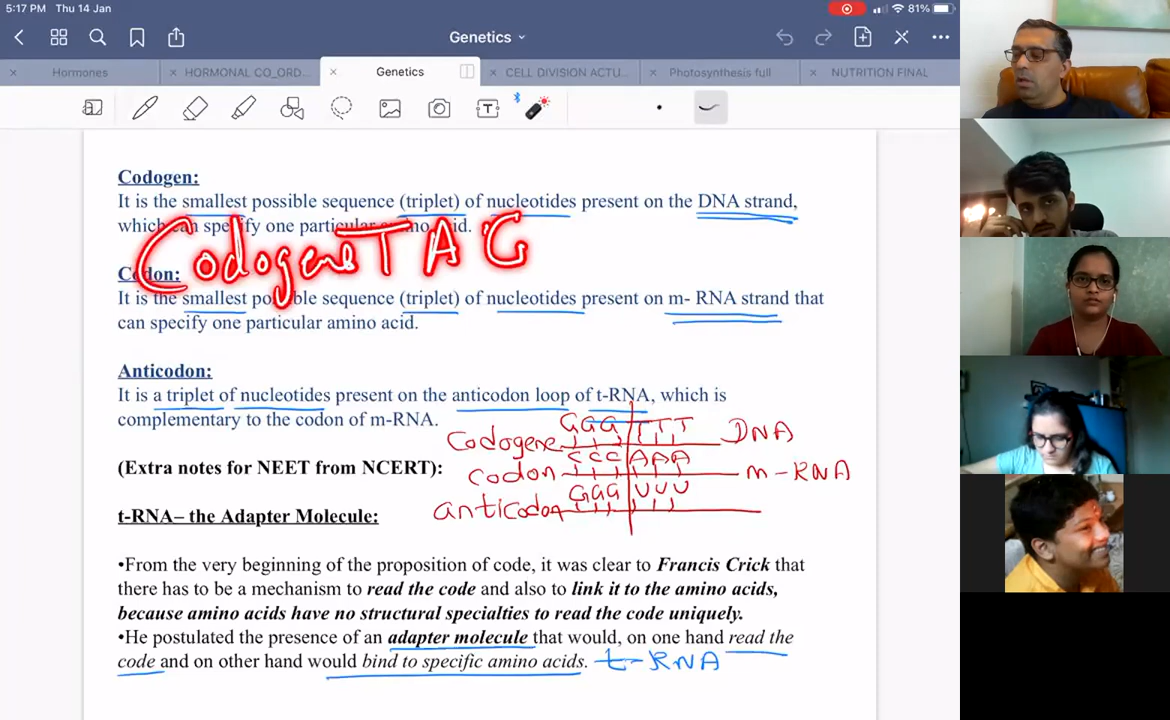 5:17 PM Thu 14 Jan 81%
Genetics
Hormones HORMONAL CO_ORD... Genetics CELL DIVISION ACTU... Photosynthesis full NUTRITION FINAL
Codogen:
It is the smallest possible sequence (triplet) of nucleotides present on the DNA strand,
which can specify one particular amino acid.
Codogene T A C
Codon:
It is the smallest possible sequence (triplet) of nucleotides present on m- RNA strand that
can specify one particular amino acid.
Anticodon:
It is a triplet of nucleotides present on the anticodon loop of t-RNA, which is
complementary to the codon of m-RNA.
Codogene G G G T T T DNA
(Extra notes for NEET from NCERT):
codon C C C A A A m-RNA
anticodon G G G U U U
t-RNA– the Adapter Molecule:
•From the very beginning of the proposition of code, it was clear to Francis Crick that
there has to be a mechanism to read the code and also to link it to the amino acids,
because amino acids have no structural specialties to read the code uniquely.
•He postulated the presence of an adapter molecule that would, on one hand read the
code and on other hand would bind to specific amino acids. t-RNA